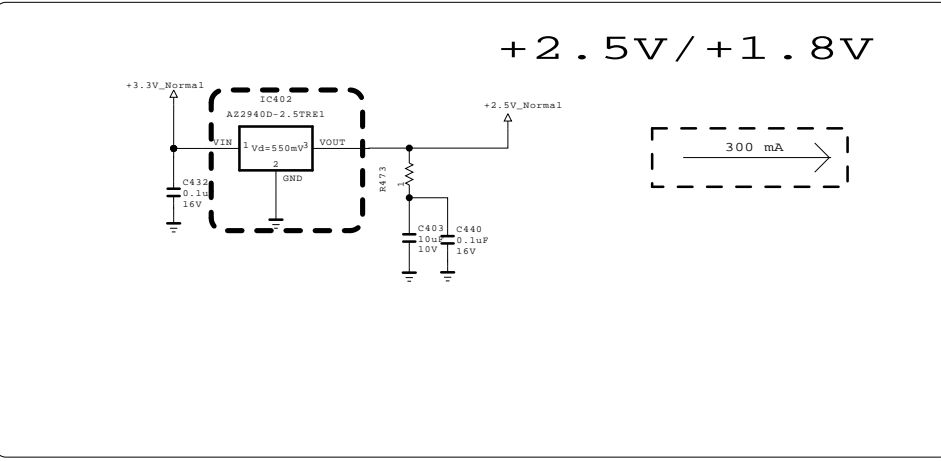 +2.5V/+1.8V
+3.3V_Normal
IC402
AZ2940D-2.5TRE1
+2.5V_Normal
VIN
1
Vd=550mV
3
VOUT
2
GND
300 mA
R473
1
C432
0.1u
16V
C403
10uF
10V
C440
0.1uF
16V